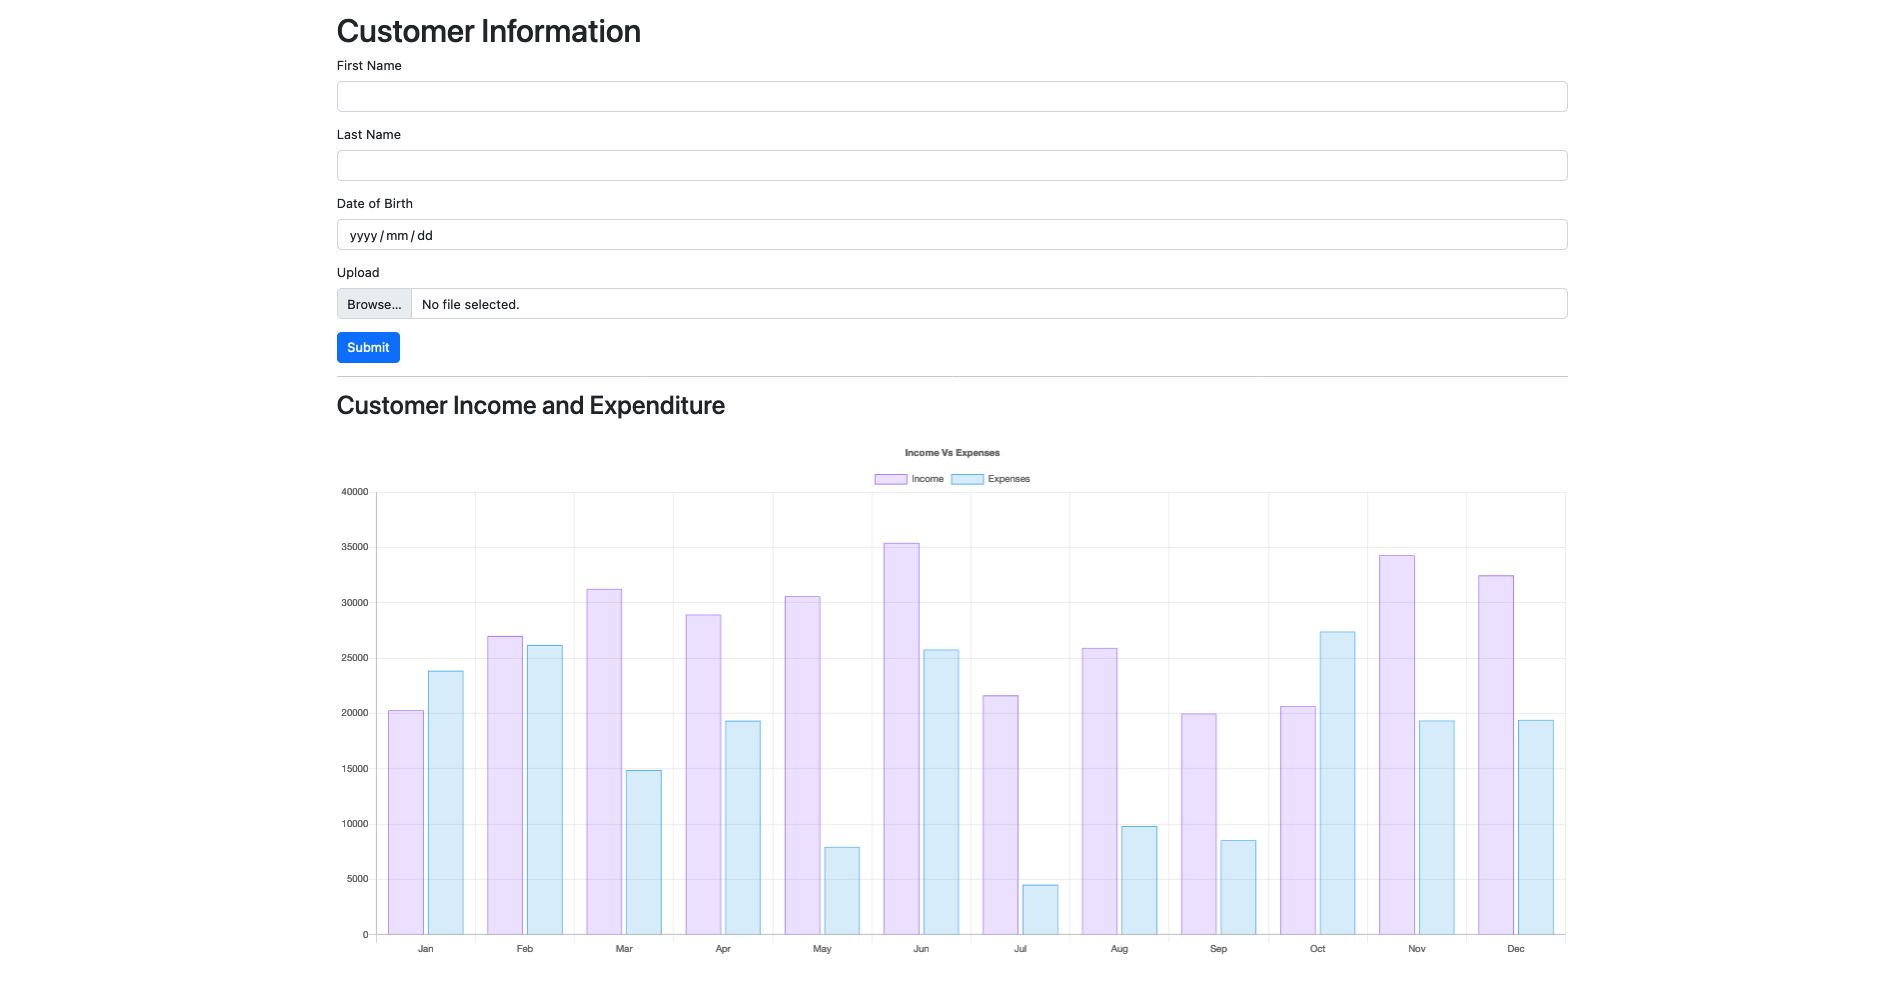 Customer Information
First Name
Last Name
Date of Birth
yyyy / mm / dd
Upload
Browse... No file selected.
Submit
Customer Income and Expenditure
Income Vs Expenses
Income Expenses
40000
35000
30000
25000
20000
15000
10000
5000
0
Jan Feb Mar Apr May Jun Jul Aug Sep Oct Nov Dec